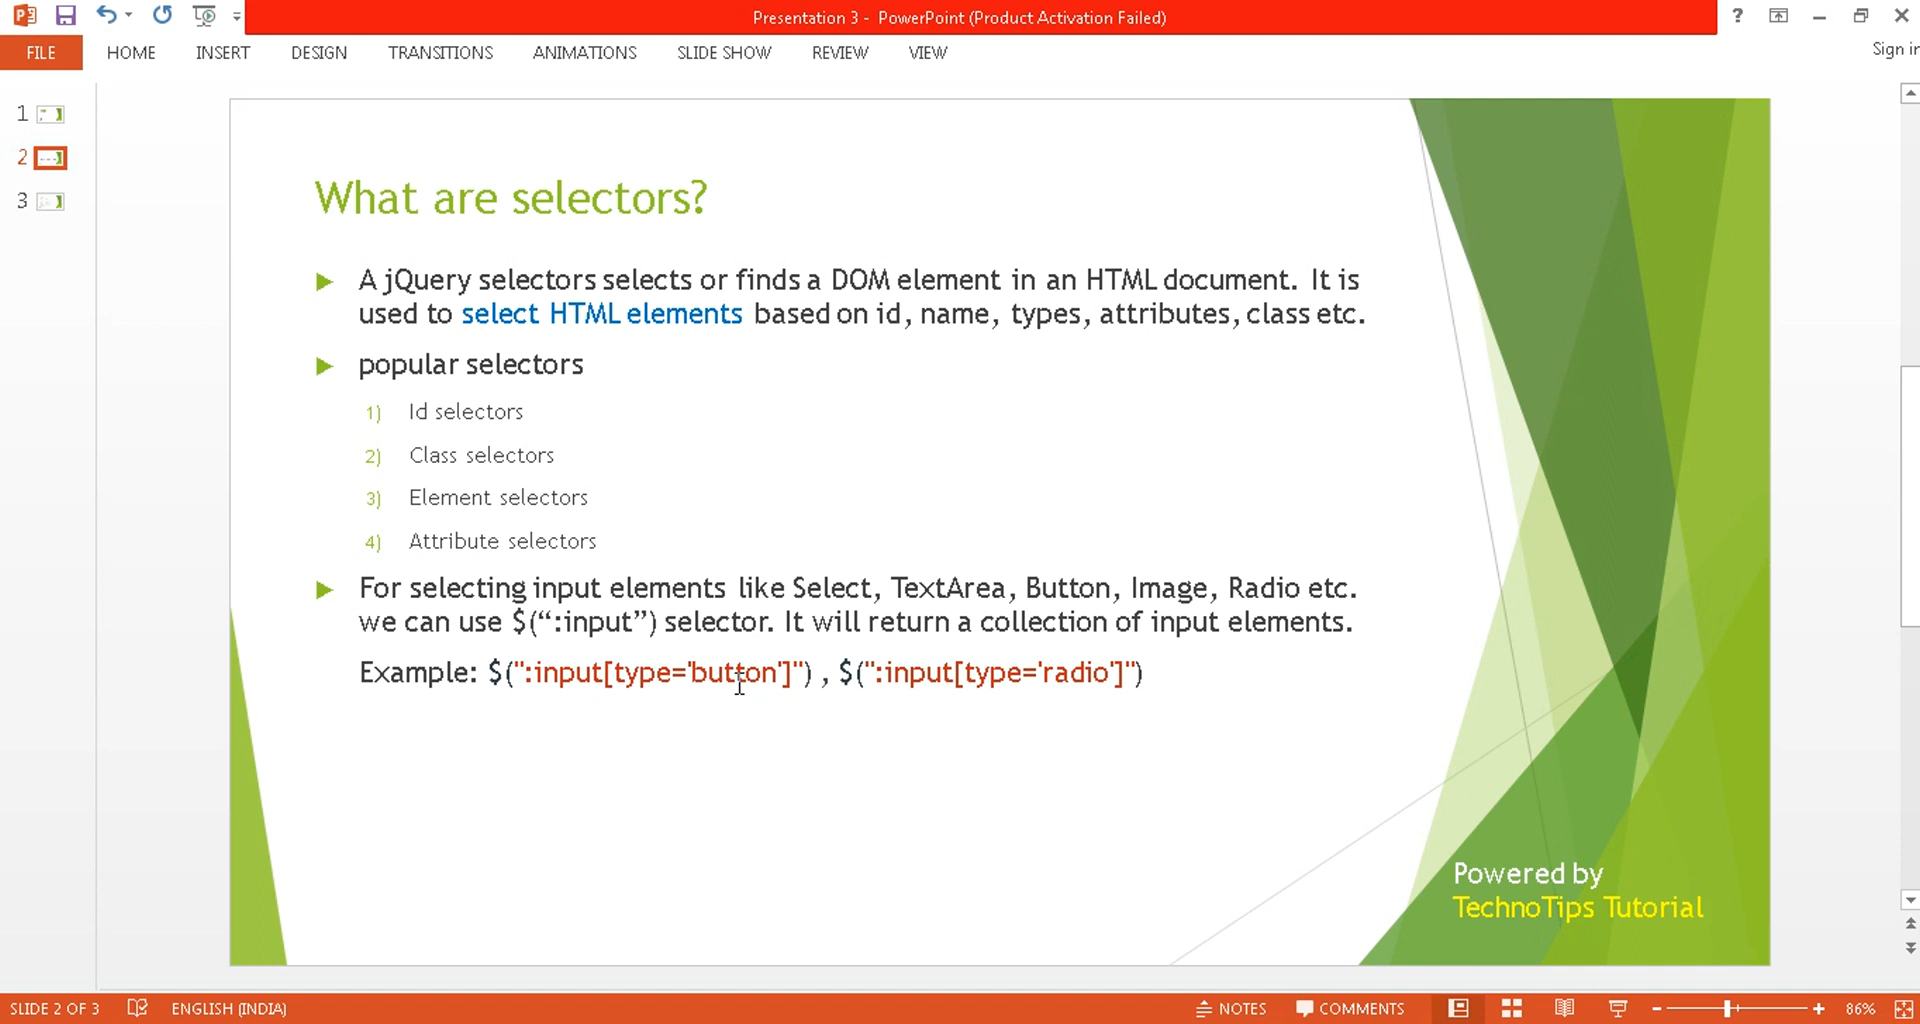 Presentation 3 - PowerPoint (Product Activation Failed)
?
FILE HOME INSERT DESIGN TRANSITIONS ANIMATIONS SLIDE SHOW REVIEW VIEW
Sign in
1
2
3
What are selectors?
A jQuery selectors selects or finds a DOM element in an HTML document. It is
used to select HTML elements based on id, name, types, attributes, class etc.
popular selectors
1) Id selectors
2) Class selectors
3) Element selectors
4) Attribute selectors
For selecting input elements like Select, TextArea, Button, Image, Radio etc.
we can use $(“:input”) selector. It will return a collection of input elements.
Example: $(":input[type='button']") , $(":input[type='radio']")
Powered by
TechnoTips Tutorial
SLIDE 2 OF 3 ENGLISH (INDIA) NOTES COMMENTS 86%